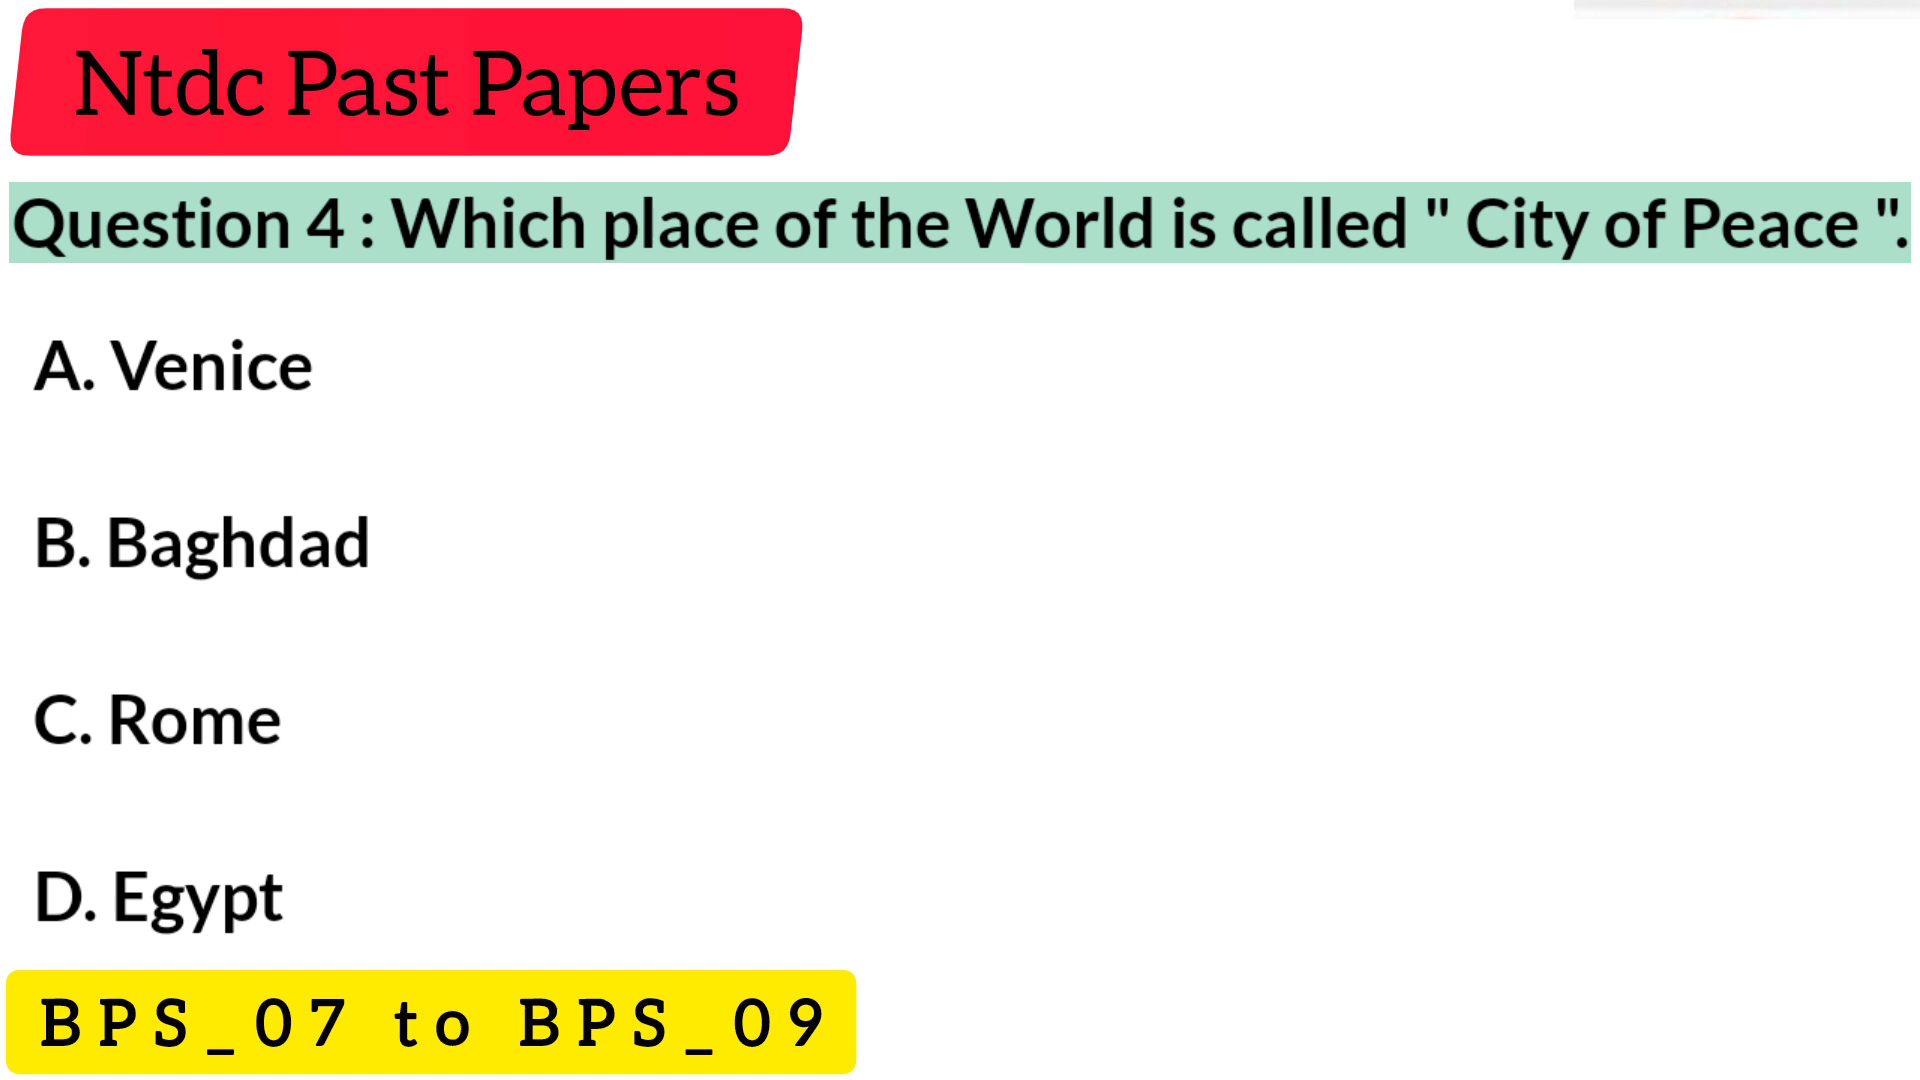 Ntdc Past Papers
Question 4 : Which place of the World is called " City of Peace ".
A. Venice
B. Baghdad
C. Rome
D. Egypt
BPS_07 to BPS_09